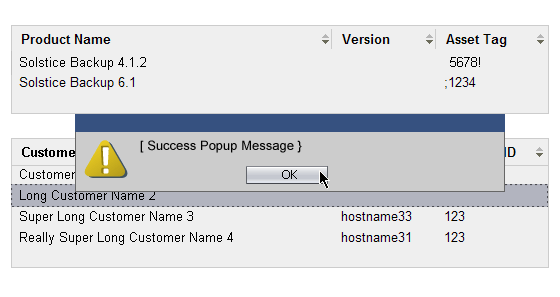 Product Name Version Asset Tag
Solstice Backup 4.1.2 5678!
Solstice Backup 6.1 ;1234
[ Success Popup Message }
OK
Custome ID
Customer
Long Customer Name 2
Super Long Customer Name 3 hostname33 123
Really Super Long Customer Name 4 hostname31 123